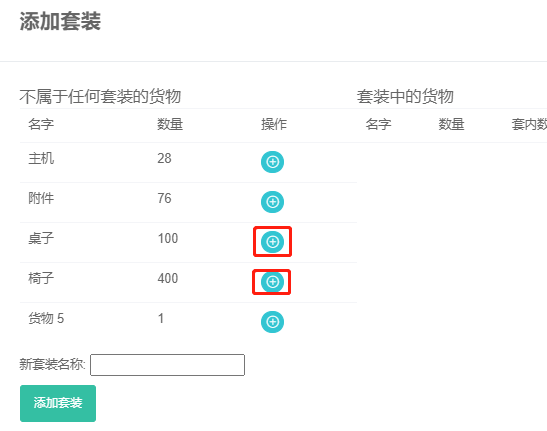 添加套装
不属于任何套装的货物 套装中的货物
名字 数量 操作 名字 数量 套内数
主机 28
附件 76
桌子 100
椅子 400
货物 5 1
新套装名称:
添加套装